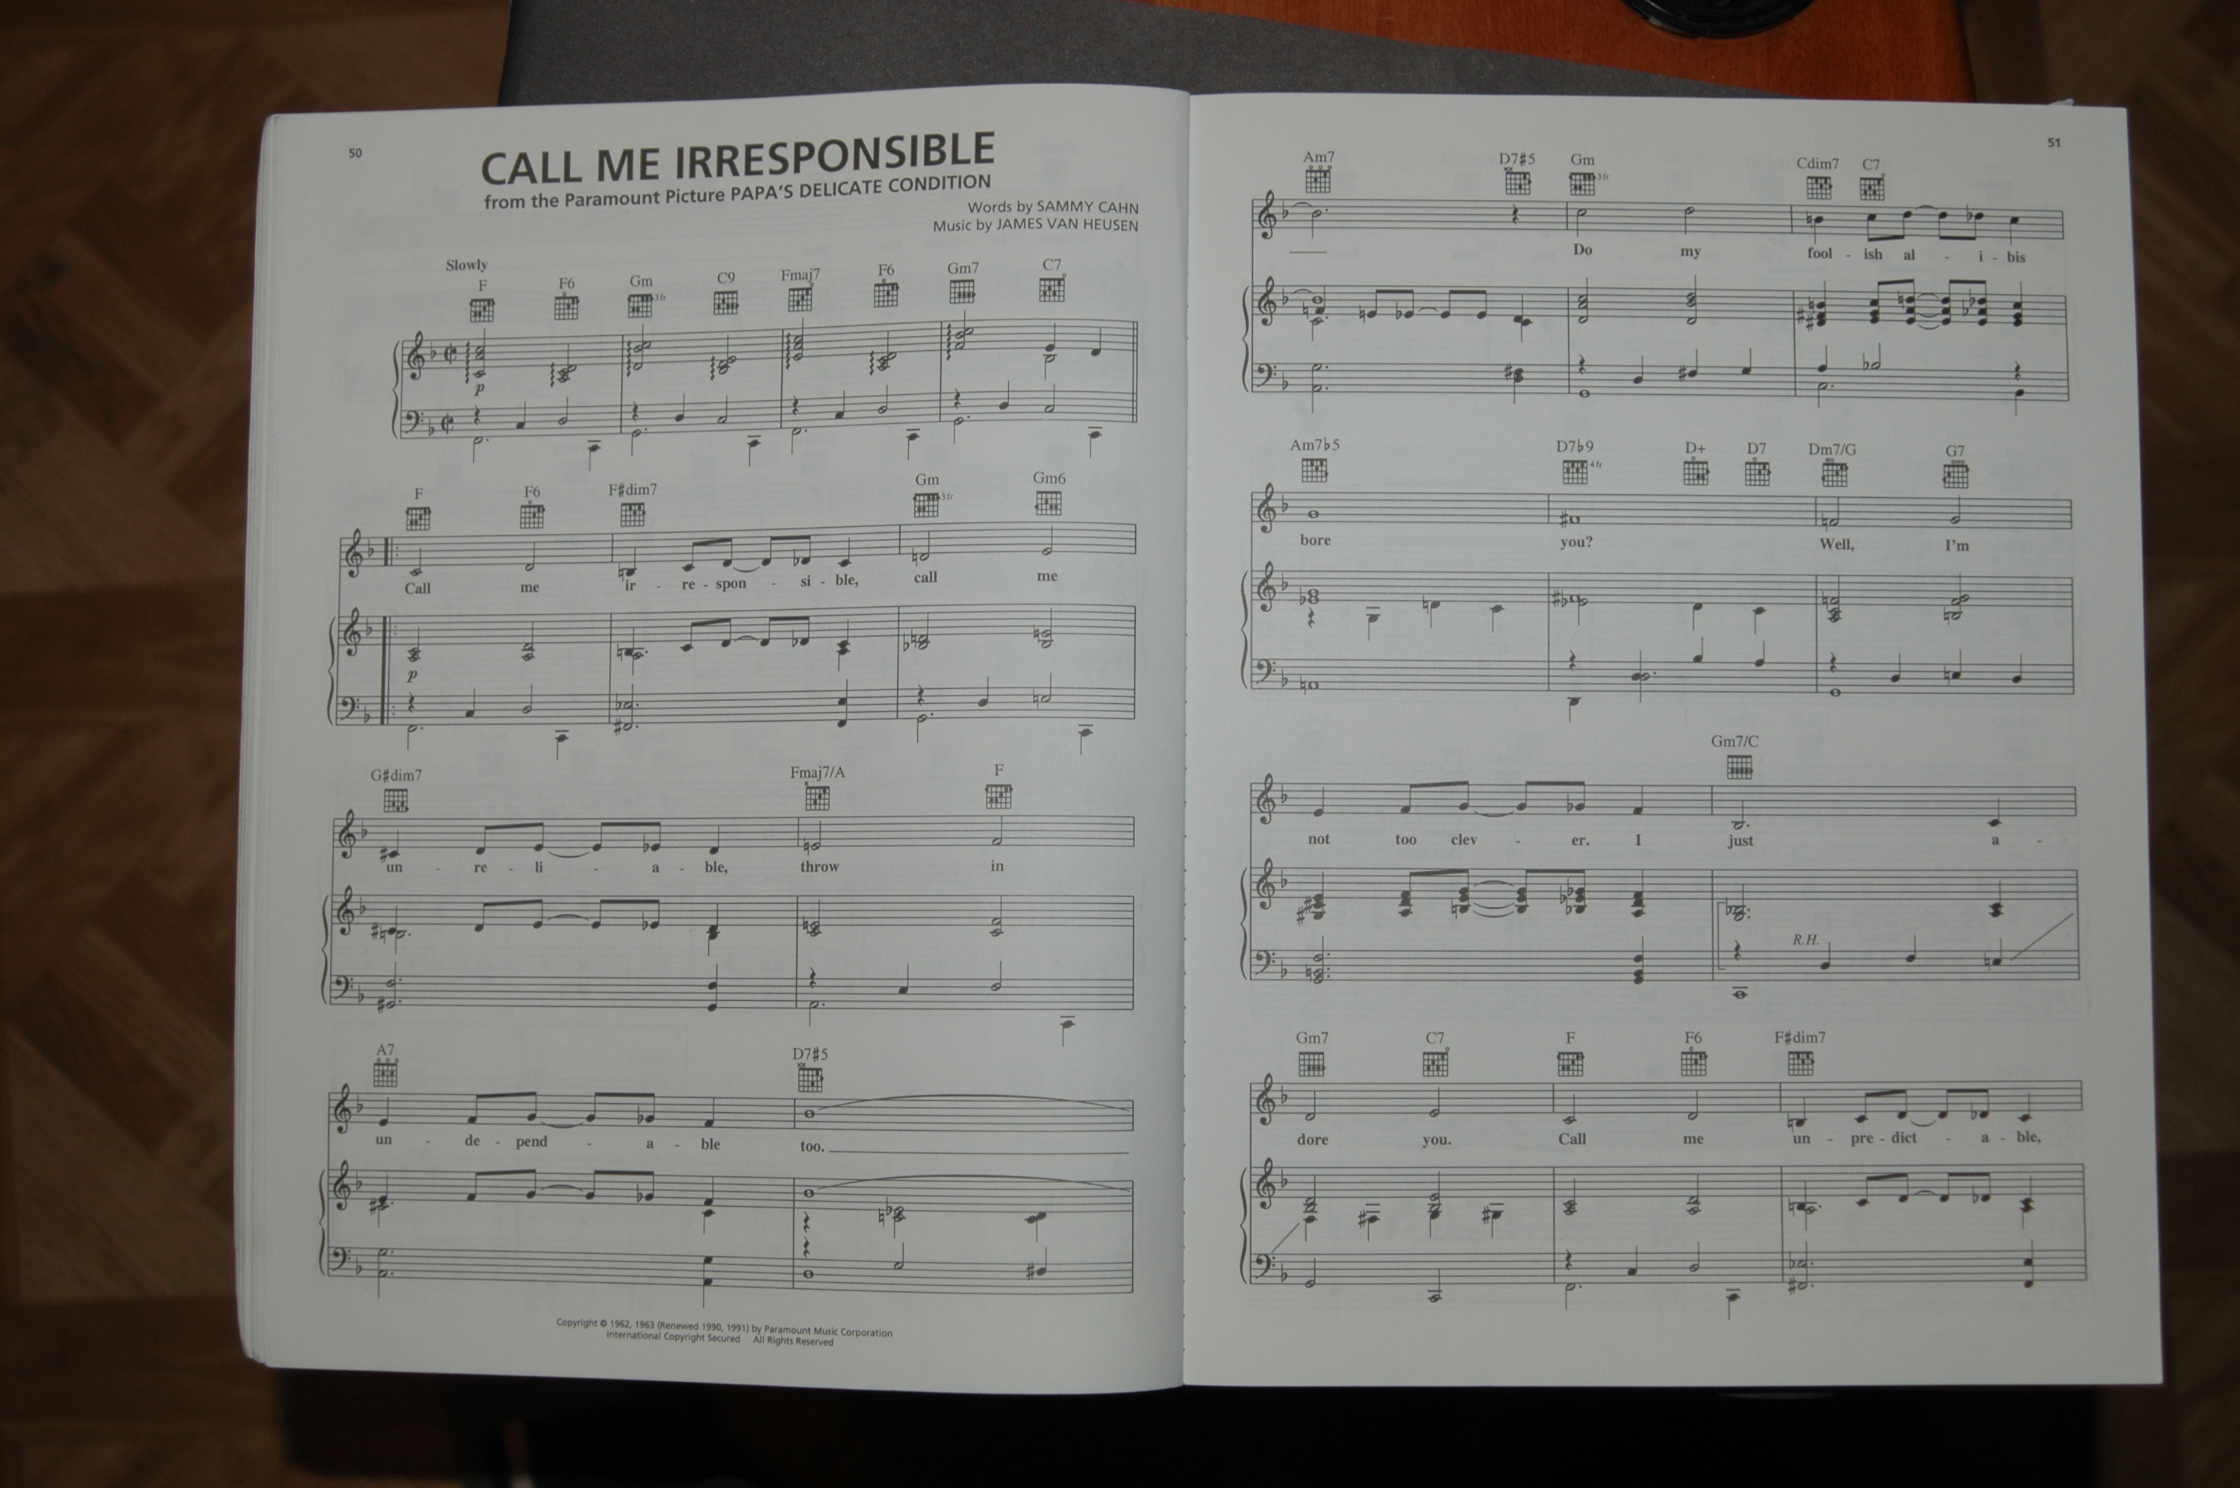 50
CALL ME IRRESPONSIBLE
from the Paramount Picture PAPA'S DELICATE CONDITION
Words by SAMMY CAHN
Music by JAMES VAN HEUSEN
Slowly
F F6 Gm C9 Fmaj7 F6 Gm7 C7
3fr
p
F F6 F♯dim7 Gm Gm6
3fr
Call me ir - re - spon - si - ble, call me
p
G♯dim7 Fmaj7/A F
un - re - li - a - ble, throw in
A7 D7♯5
un - de - pend - a - ble too.
Copyright © 1962, 1963 (Renewed 1990, 1991) by Paramount Music Corporation
International Copyright Secured All Rights Reserved
51
Am7 D7♯5 Gm Cdim7 C7
3fr
Do my fool - ish al - i - bis
Am7♭5 D7♭9 D+ D7 Dm7/G G7
4fr
bore you? Well, I'm
Gm7/C
not too clev - er. I just a -
R.H.
Gm7 C7 F F6 F♯dim7
dore you. Call me un - pre - dict - a - ble,